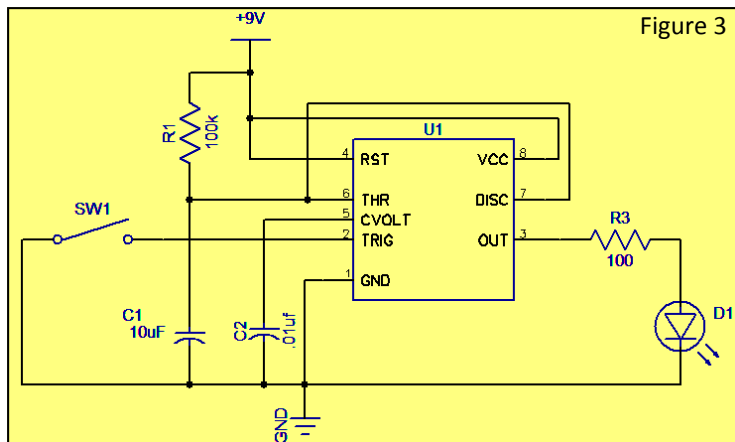 Figure 3
+9V
R1
100k
U1
4 RST
VCC 8
6 THR
DISC 7
5 CVOLT
2 TRIG
OUT 3
1 GND
SW1
R3
100
C1
10uF
C2
.01uf
D1
GND